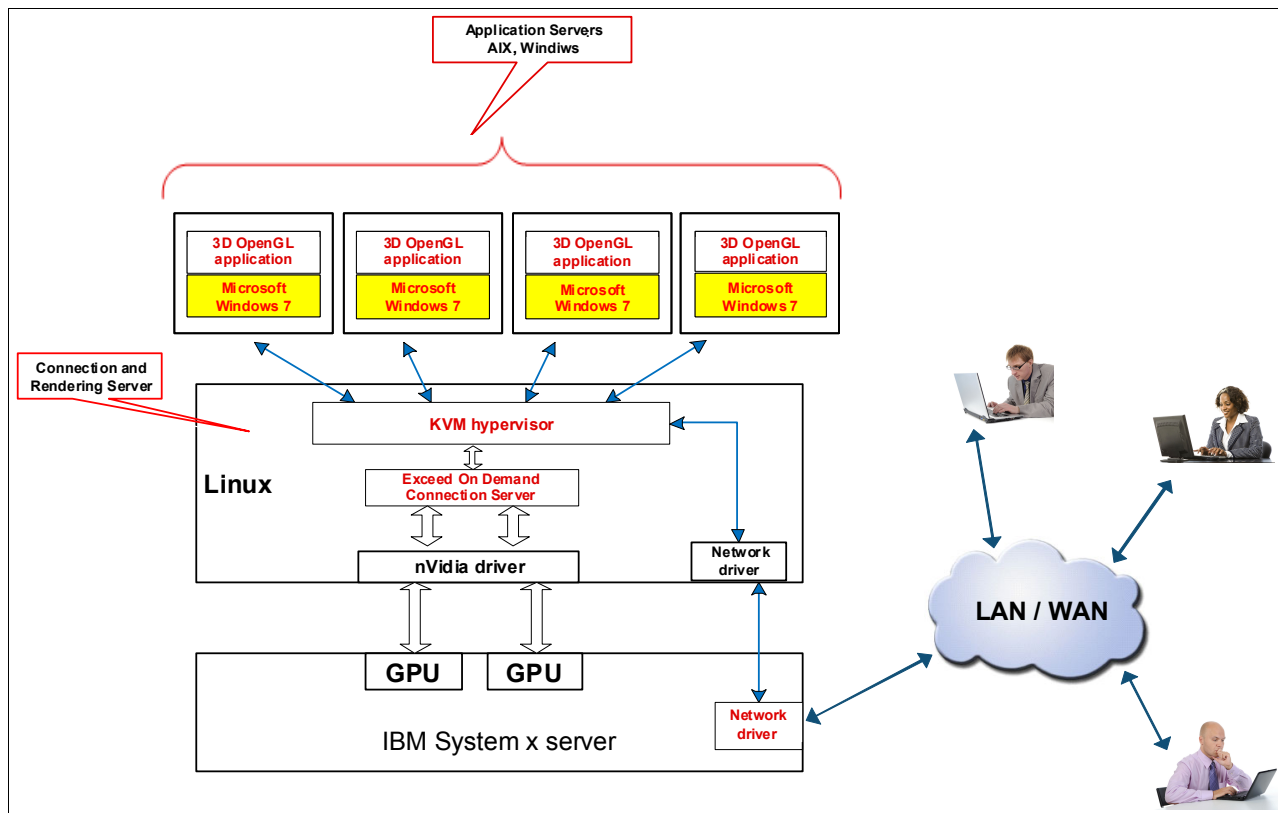 Application Servers
AIX, Windiws
3D OpenGL
application
Microsoft
Windows 7
3D OpenGL
application
Microsoft
Windows 7
3D OpenGL
application
Microsoft
Windows 7
3D OpenGL
application
Microsoft
Windows 7
Connection and
Rendering Server
KVM hypervisor
Linux
Exceed On Demand
Connection Server
nVidia driver
Network
driver
LAN / WAN
GPU
GPU
Network
driver
IBM System x server